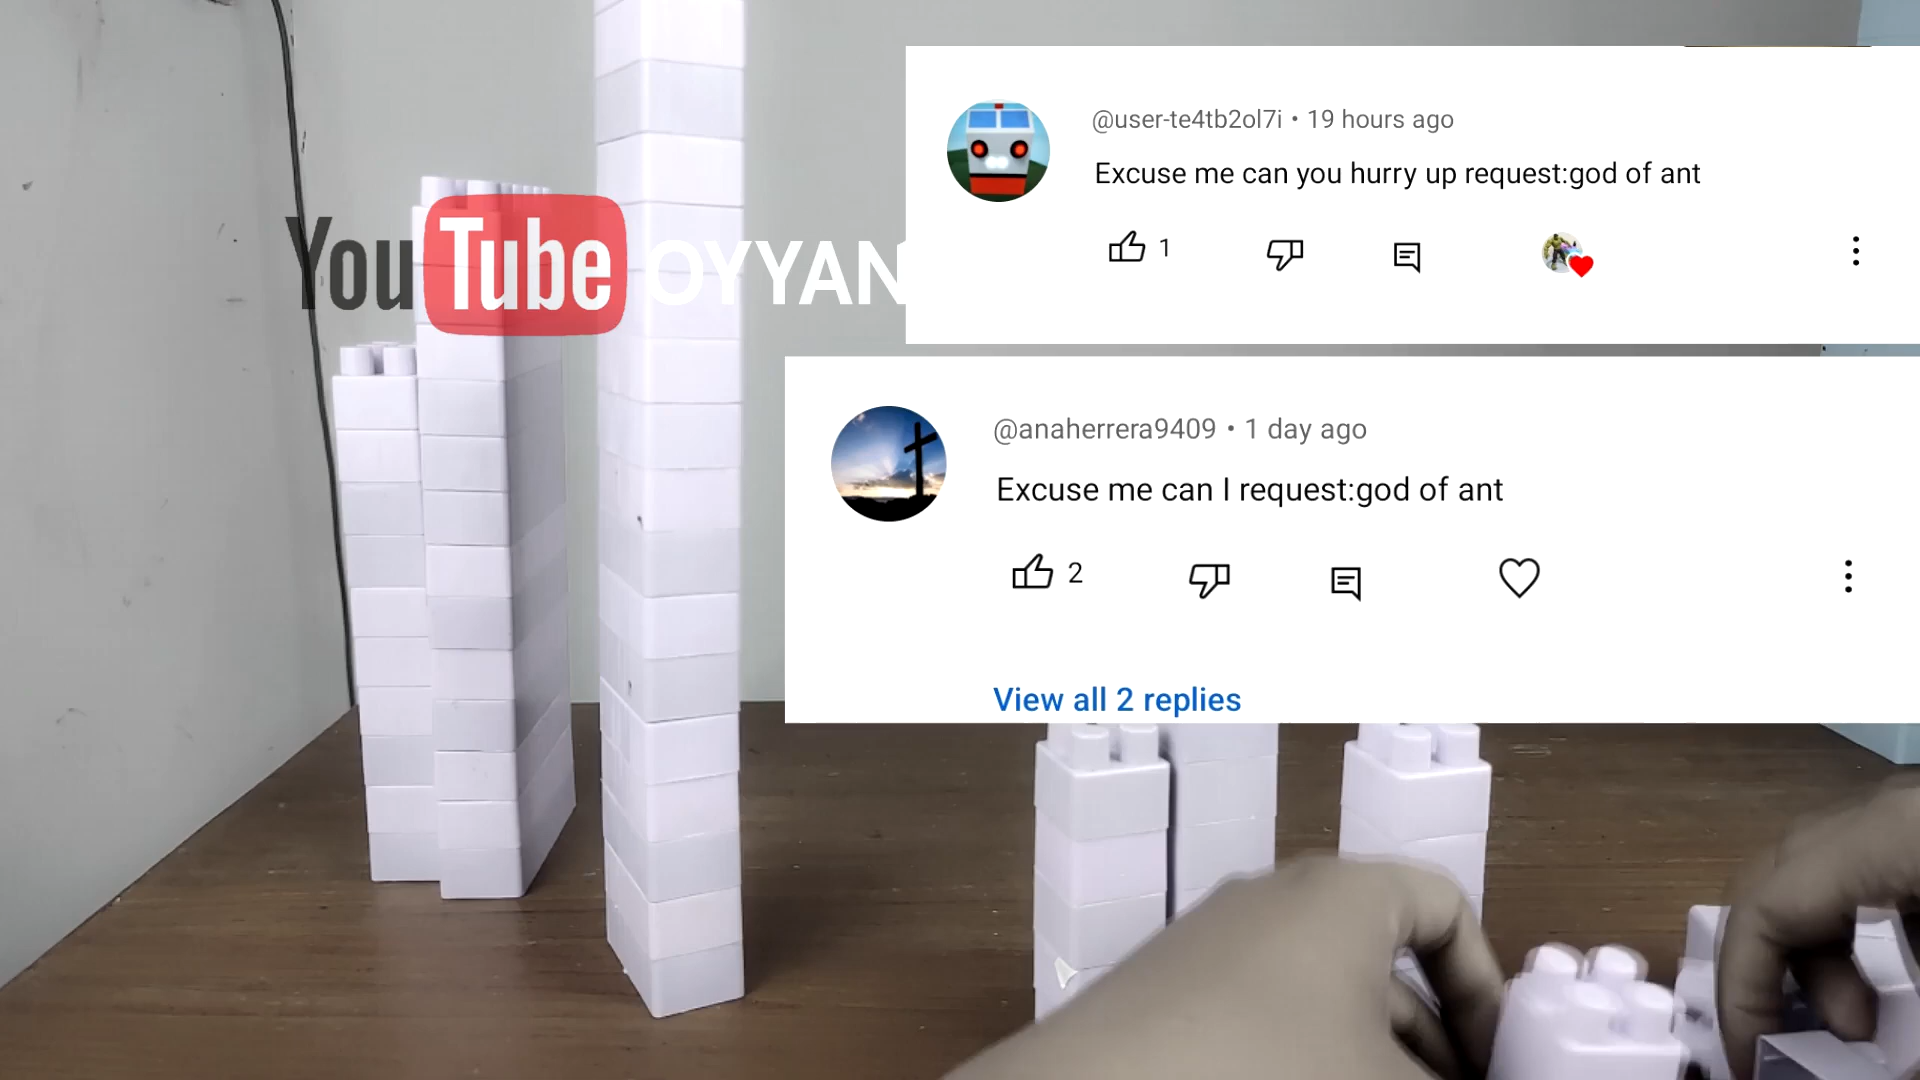 @user-te4tb2ol7i • 19 hours ago
Excuse me can you hurry up request:god of ant
1
YouTube OYYAN
@anaherrera9409 • 1 day ago
Excuse me can I request:god of ant
2
View all 2 replies